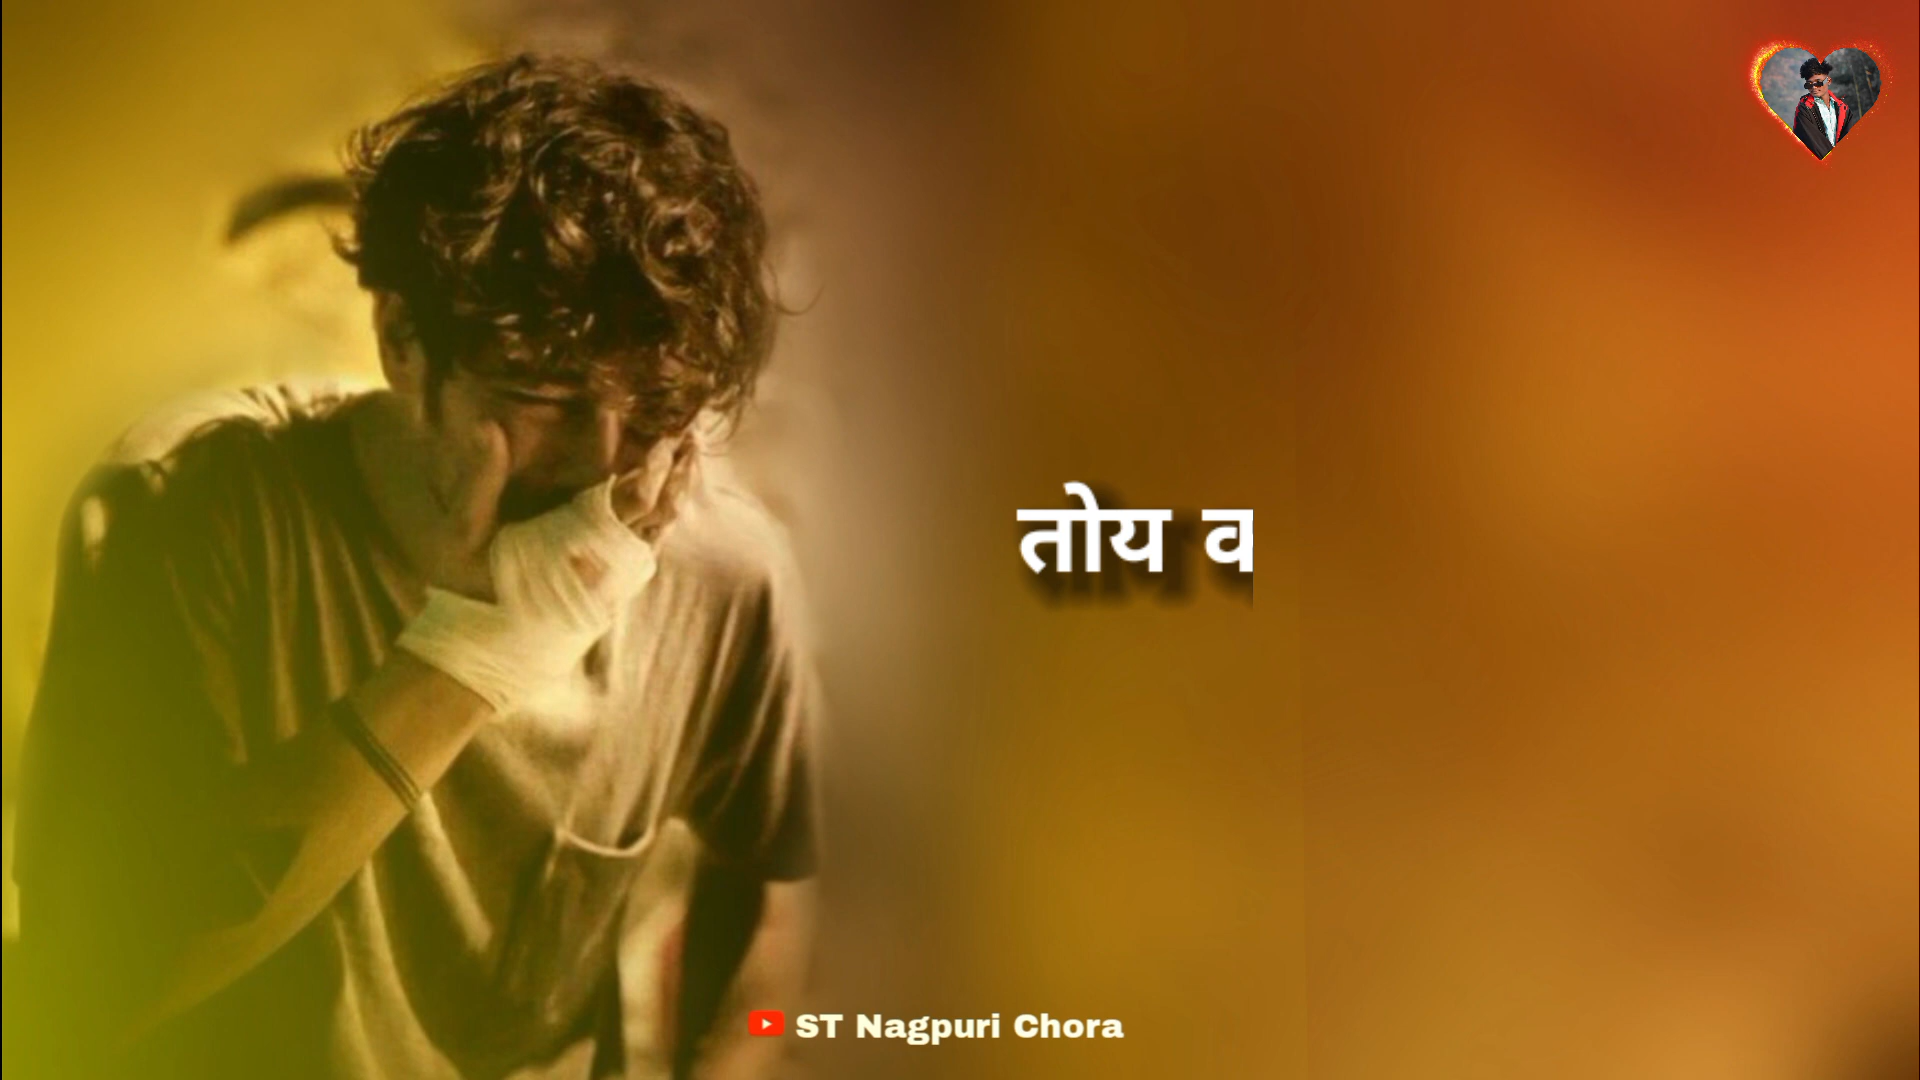 तोय
ST Nagpuri Chora